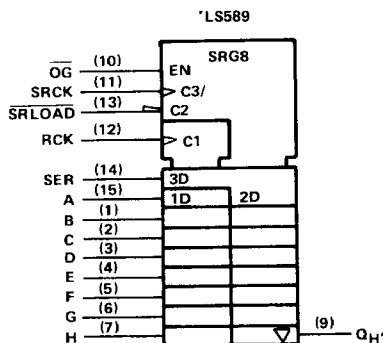 'LS589
SRG8
OG (10) EN
SRCK (11) C3/
SRLOAD (13) C2
RCK (12) C1
SER (14) 3D
A (15) 1D 2D
B (1)
C (2)
D (3)
E (4)
F (5)
G (6)
H (7) (9) QH'